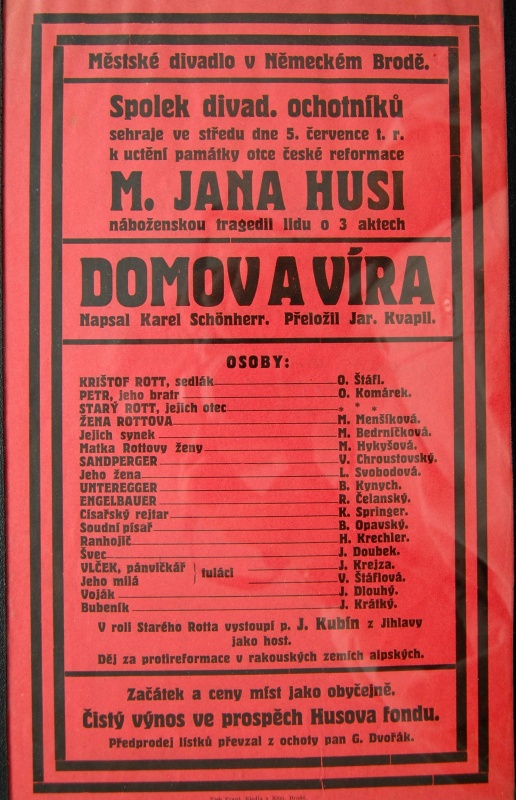 Městské divadlo v Německém Brodě.
Spolek divad. ochotníků
sehraje ve středu dne 5. července t. r.
k uctění památky otce české reformace
M. JANA HUSI
náboženskou tragedii lidu o 3 aktech
DOMOV A VÍRA
Napsal Karel Schönherr. Přeložil Jar. Kvapil.
OSOBY:
KRIŠTOF ROTT, sedlák O. Štáfl.
PETR, jeho bratr O. Komárek.
STARÝ ROTT, jejich otec * * *
ŽENA ROTTOVA M. Menšíková.
Jejich synek M. Bedrníčková.
Matka Rottovy ženy M. Hykyšová.
SANDPERGER V. Chroustovský.
Jeho žena L. Svobodová.
UNTEREGGER B. Kynych.
ENGELBAUER R. Čelanský.
Císařský rejtar K. Springer.
Soudní písař B. Opavský.
Ranhojič H. Krechler.
Švec J. Doubek.
VLČEK, pánvičkář J. Krejza.
tuláci
Jeho milá V. Štáflová.
Voják J. Dlouhý.
Bubeník J. Krátký.
V roli Starého Rotta vystoupí p. J. Kubín z Jihlavy
jako host.
Děj za protireformace v rakouských zemích alpských.
Začátek a ceny míst jako obyčejně.
Čistý výnos ve prospěch Husova fondu.
Předprodej lístků převzal z ochoty pan G. Dvořák.